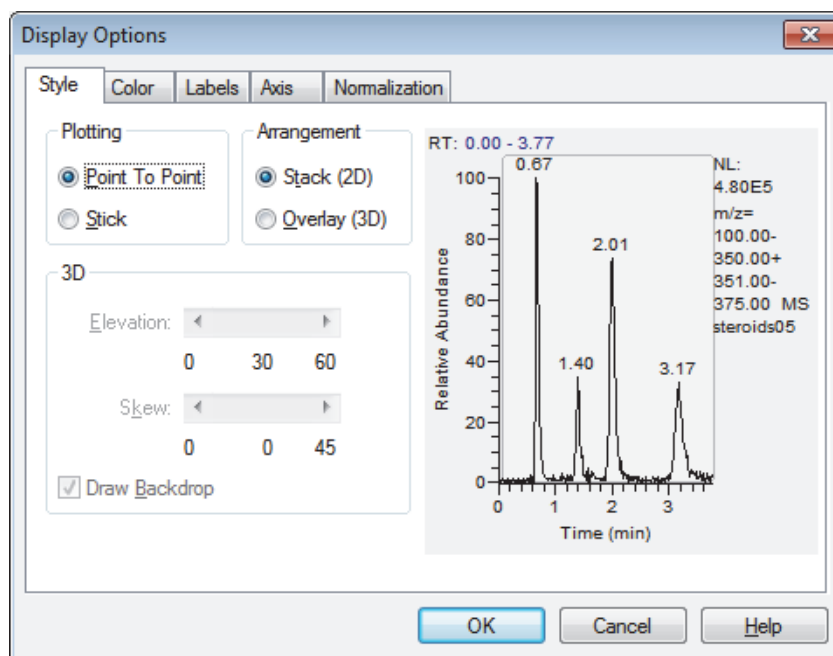 Display Options
Style Color Labels Axis Normalization
Plotting
Point To Point
Stick
Arrangement
Stack (2D)
Overlay (3D)
3D
Elevation:
0 30 60
Skew:
0 0 45
Draw Backdrop
RT: 0.00 - 3.77
0.67
2.01
1.40
3.17
NL:
4.80E5
m/z=
100.00-
350.00+
351.00-
375.00 MS
steroids05
Relative Abundance
100
80
60
40
20
0
0 1 2 3
Time (min)
OK Cancel Help